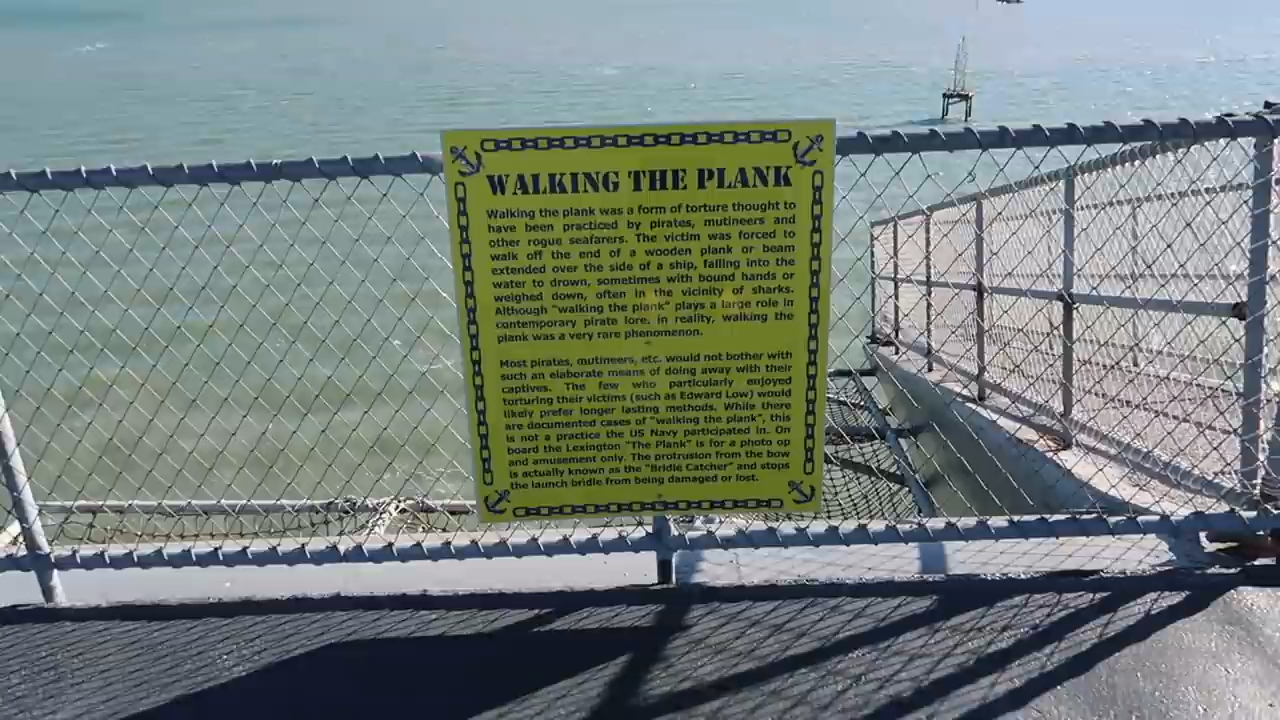 WALKING THE PLANK
Walking the plank was a form of torture thought to
have been practiced by pirates, mutineers and
other rogue seafarers. The victim was forced to
walk off the end of a wooden plank or beam
extended over the side of a ship, falling into the
water to drown, sometimes with bound hands or
weighed down, often in the vicinity of sharks.
Although "walking the plank" plays a large role in
contemporary pirate lore, in reality, walking the
plank was a very rare phenomenon.
Most pirates, mutineers, etc. would not bother with
such an elaborate means of doing away with their
captives. The few who particularly enjoyed
torturing their victims (such as Edward Low) would
likely prefer longer lasting methods. While there
are documented cases of "walking the plank", this
is not a practice the US Navy participated in. On
board the Lexington "The Plank" is for a photo op
and amusement only. The protrusion from the bow
is actually known as the "Bridle Catcher" and stops
the launch bridle from being damaged or lost.